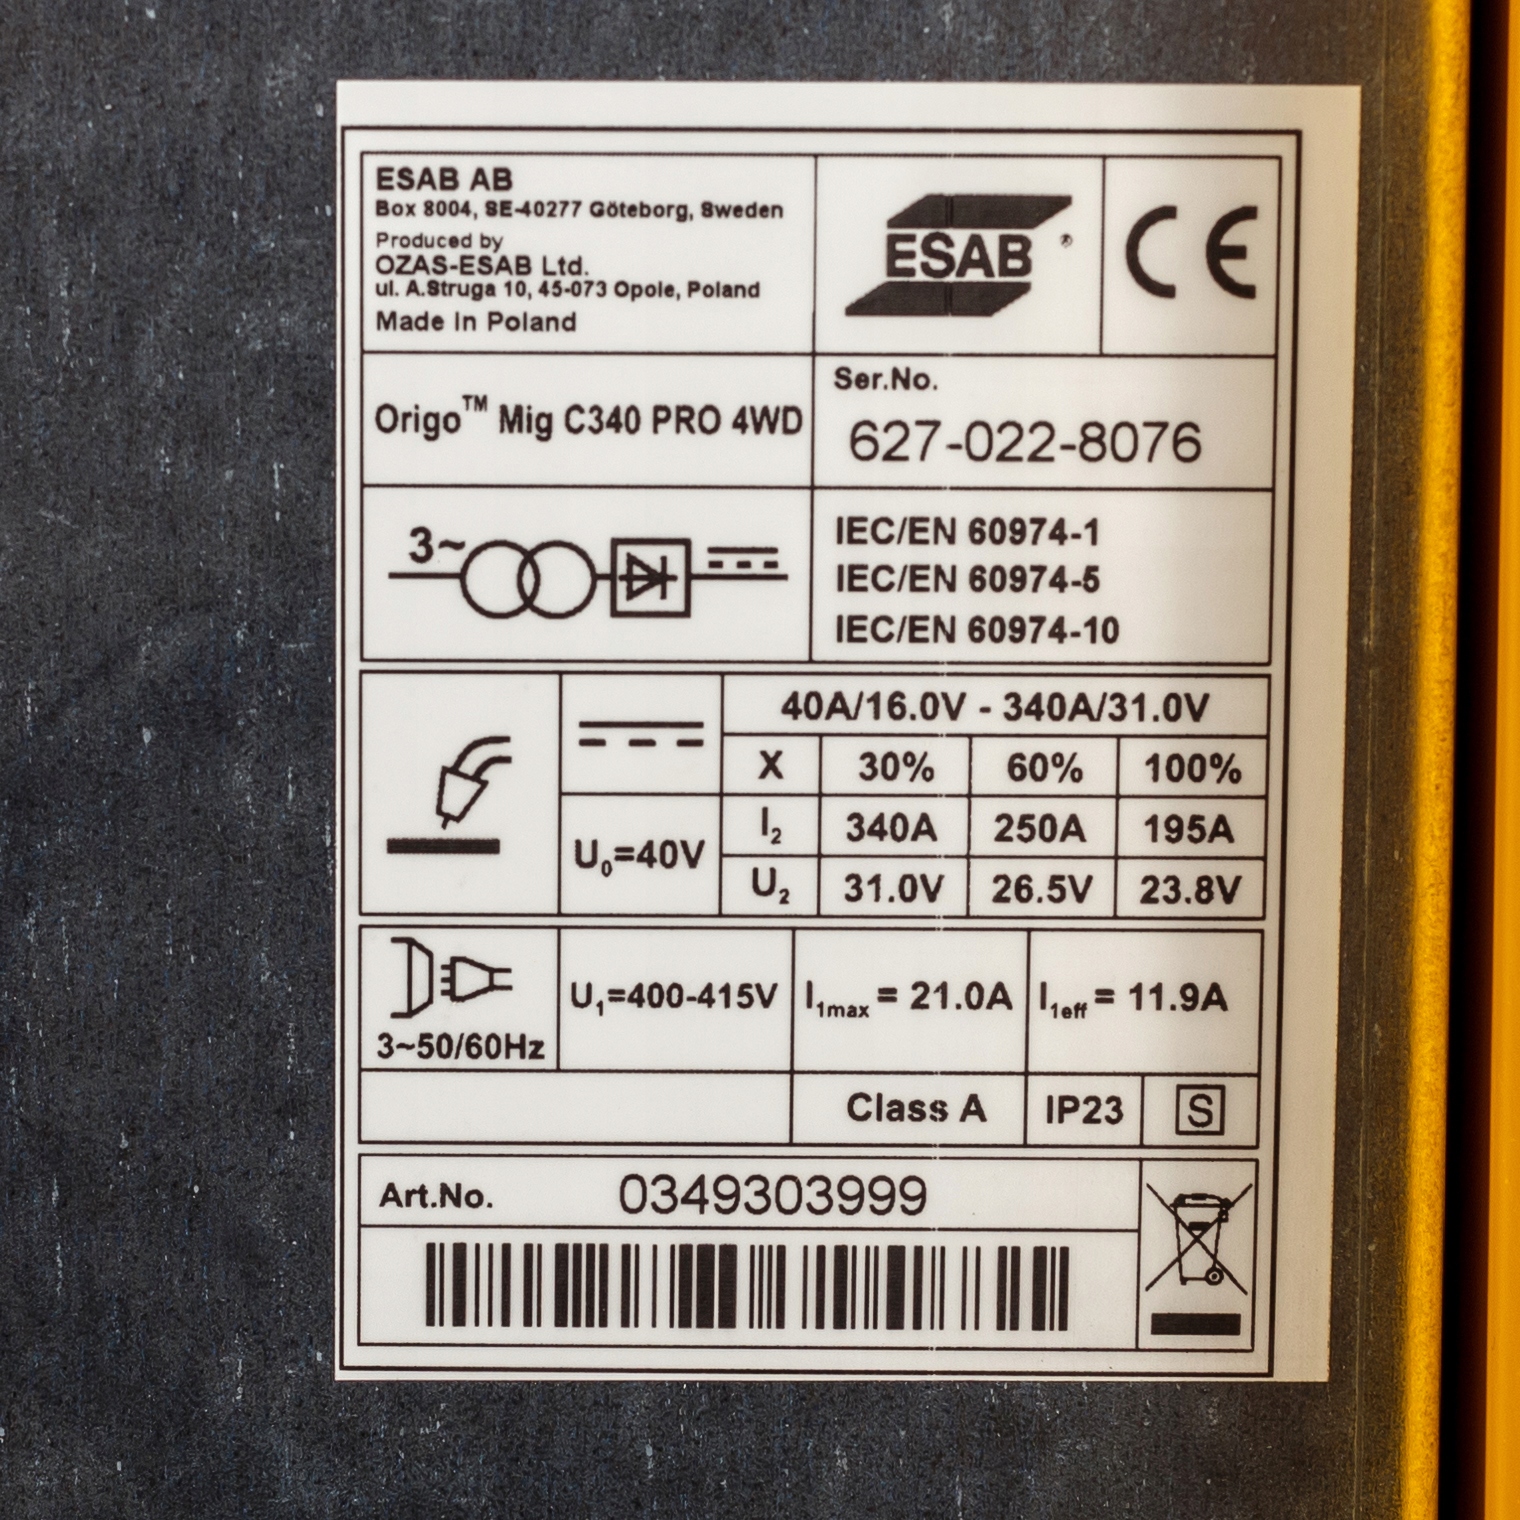 ESAB AB
Box 8004, SE-40277 Göteborg, Sweden
Produced by
OZAS-ESAB Ltd.
ul. A.Struga 10, 45-073 Opole, Poland
Made in Poland
ESAB ®
CE
Origo™ Mig C340 PRO 4WD
Ser.No.
627-022-8076
3~
IEC/EN 60974-1
IEC/EN 60974-5
IEC/EN 60974-10
40A/16.0V - 340A/31.0V
X 30% 60% 100%
U₀=40V
I₂ 340A 250A 195A
U₂ 31.0V 26.5V 23.8V
3~50/60Hz
U₁=400-415V
I₁max = 21.0A
I₁eff = 11.9A
Class A
IP23
S
Art.No. 0349303999